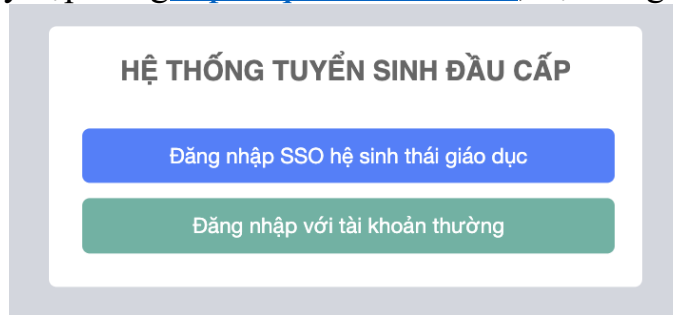 HỆ THỐNG TUYỂN SINH ĐẦU CẤP
Đăng nhập SSO hệ sinh thái giáo dục
Đăng nhập với tài khoản thường